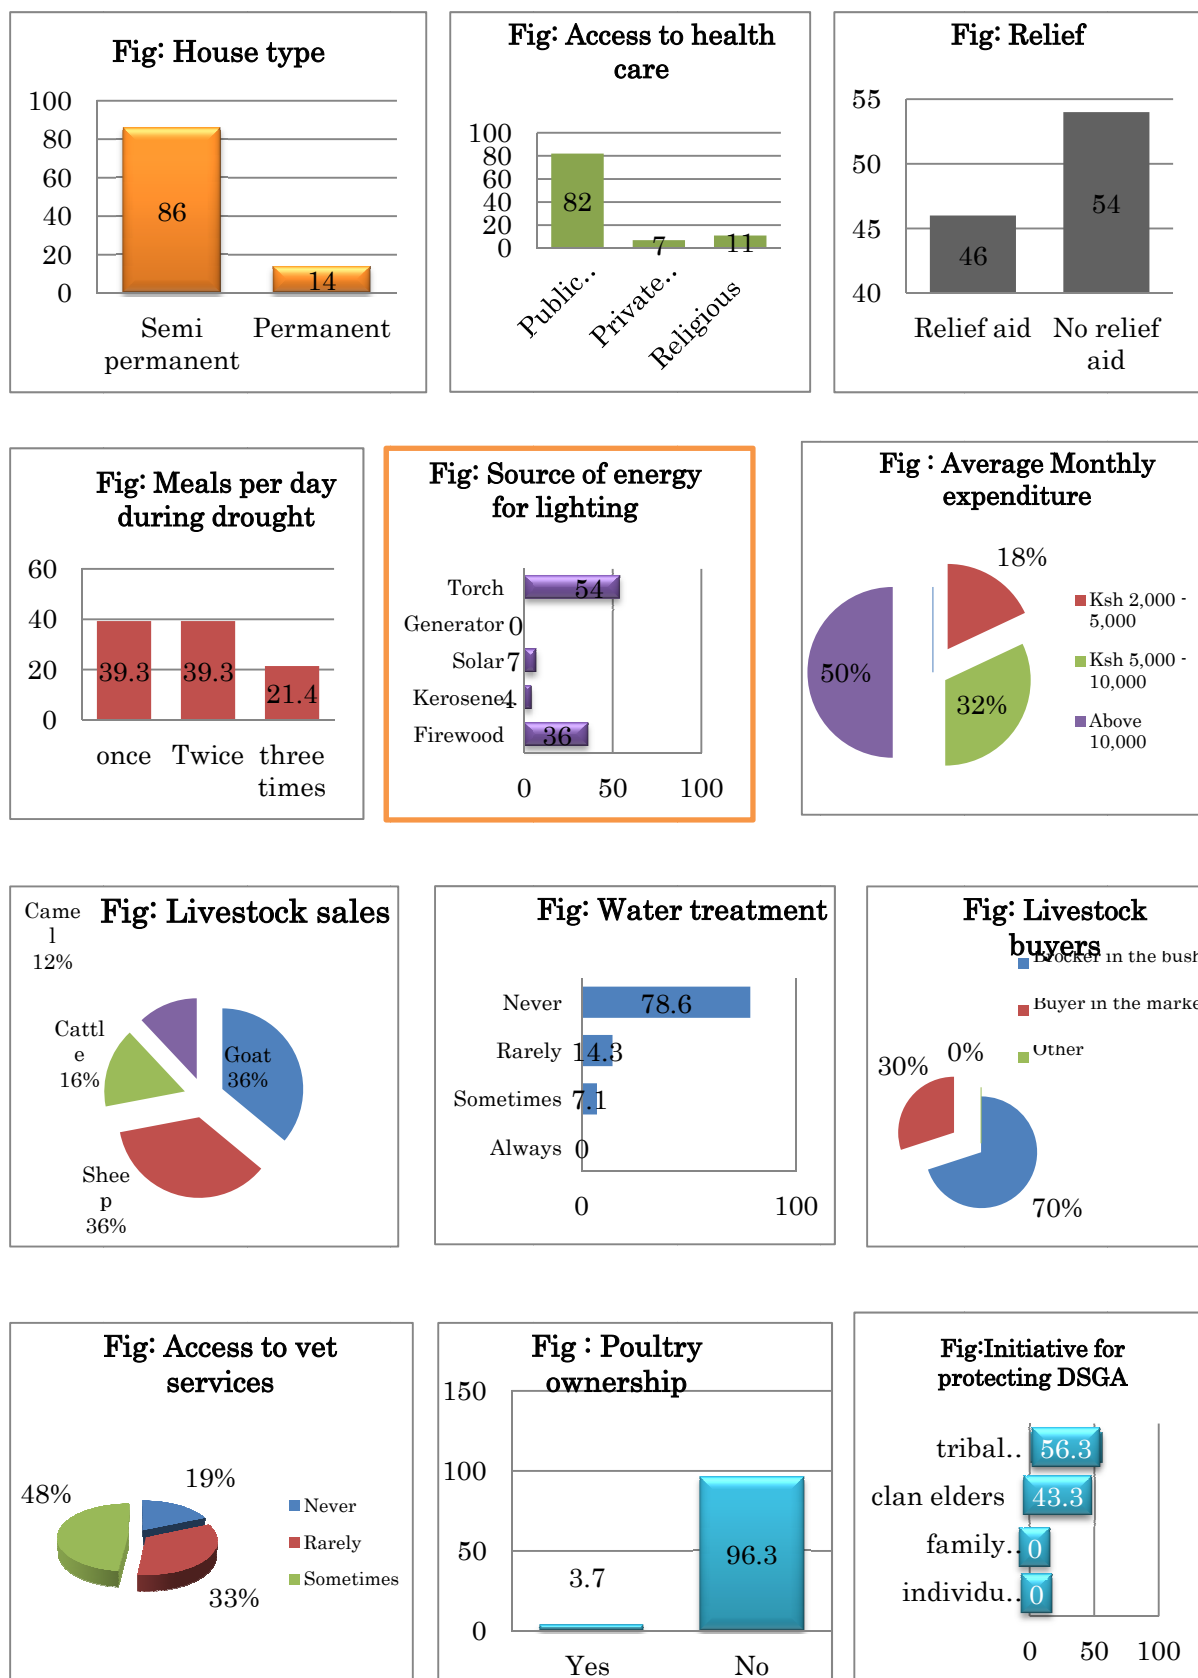 Fig: House type
100
80
60
40
20
0
86
14
Semi
permanent
Permanent
Fig: Access to health
care
100
80
60
40
20
0
82
7
11
Public..
Private..
Religious
Fig: Relief
55
50
45
40
46
54
Relief aid
No relief
aid
Fig: Meals per day
during drought
60
40
20
0
39.3
39.3
21.4
once
Twice
three
times
Fig: Source of energy
for lighting
Torch
54
Generator
0
Solar
7
Kerosene..
4
Firewood
36
0
50
100
Fig : Average Monthly
expenditure
18%
32%
50%
Ksh 2,000 -
5,000
Ksh 5,000 -
10,000
Above
10,000
Fig: Livestock sales
Came
l
12%
Cattl
e
16%
Goat
36%
Shee
p
36%
Fig: Water treatment
Never
78.6
Rarely
14.3
Sometimes
7.1
Always
0
0
100
Fig: Livestock
buyers
Brocker in the bush
Buyer in the marke
Other
30%
0%
70%
Fig: Access to vet
services
19%
48%
33%
Never
Rarely
Sometimes
Fig : Poultry
ownership
150
100
50
0
3.7
96.3
Yes
No
Fig:Initiative for
protecting DSGA
tribal..
56.3
clan elders
43.3
family..
0
individu..
0
0
50
100